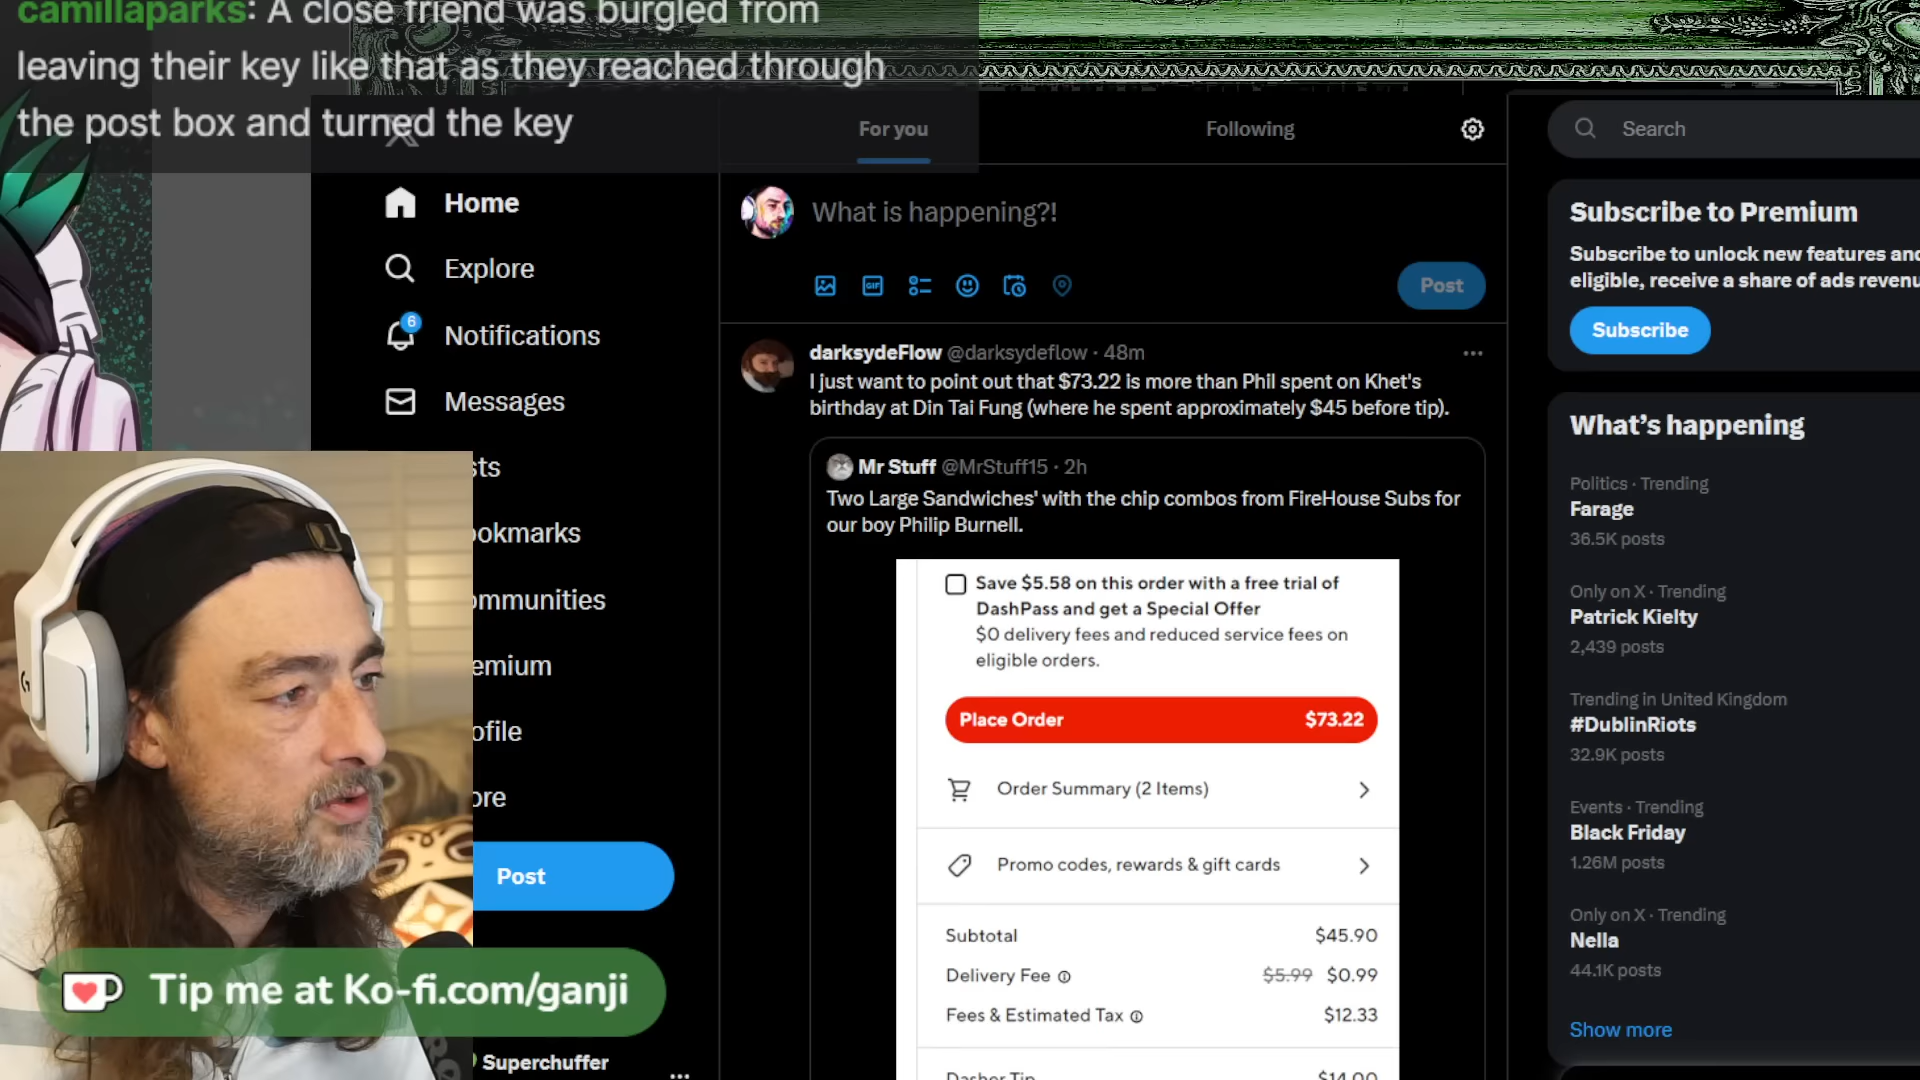 camillaparks: A close friend was burgled from
leaving their key like that as they reached through
the post box and turned the key
For you
Following
Search
Home
Explore
6
Notifications
Messages
sts
okmarks
ommunities
emium
ofile
ore
Post
Superchuffer
What is happening?!
GIF
Post
darksydeFlow @darksydeflow · 48m
I just want to point out that $73.22 is more than Phil spent on Khet's
birthday at Din Tai Fung (where he spent approximately $45 before tip).
Mr Stuff @MrStuff15 · 2h
Two Large Sandwiches' with the chip combos from FireHouse Subs for
our boy Philip Burnell.
Save $5.58 on this order with a free trial of
DashPass and get a Special Offer
$0 delivery fees and reduced service fees on
eligible orders.
Place Order $73.22
Order Summary (2 Items)
Promo codes, rewards & gift cards
Subtotal $45.90
Delivery Fee $5.99 $0.99
Fees & Estimated Tax $12.33
Dasher Tip $14.00
Subscribe to Premium
Subscribe to unlock new features and
eligible, receive a share of ads revenu
Subscribe
What's happening
Politics · Trending
Farage
36.5K posts
Only on X · Trending
Patrick Kielty
2,439 posts
Trending in United Kingdom
#DublinRiots
32.9K posts
Events · Trending
Black Friday
1.26M posts
Only on X · Trending
Nella
44.1K posts
Show more
Tip me at Ko-fi.com/ganji